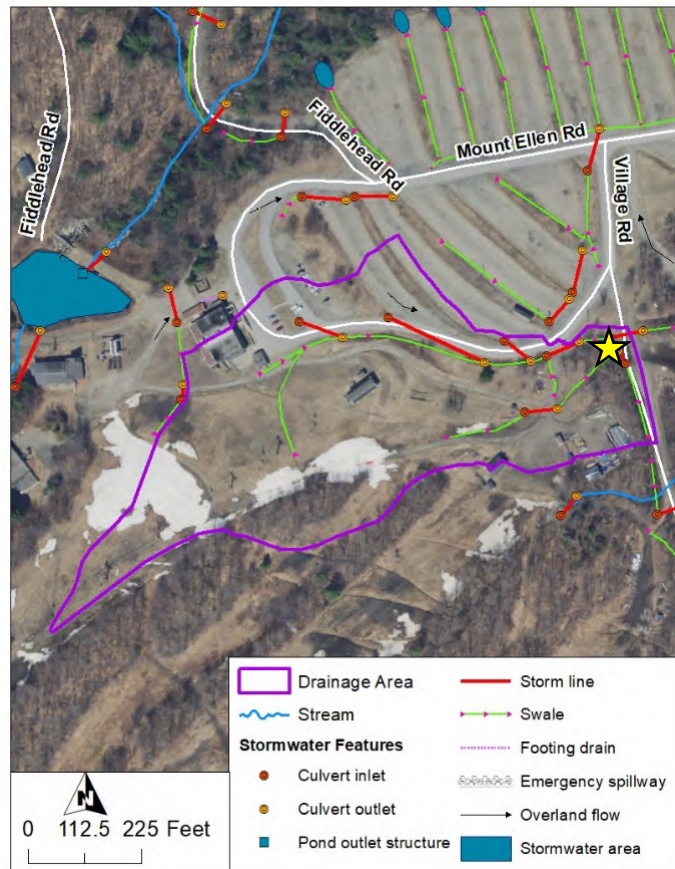 Fiddlehead Rd
Fiddlehead Rd
Mount Ellen Rd
Village Rd
Drainage Area
Stream
Stormwater Features
Culvert inlet
Culvert outlet
Pond outlet structure
Storm line
Swale
Footing drain
Emergency spillway
Overland flow
Stormwater area
N
0 112.5 225 Feet